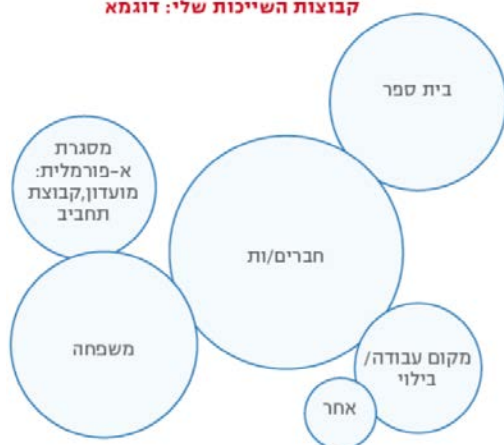 קבוצות השייכות שלי: דוגמא
בית ספר
מסגרת
א-פורמלית:
מועדון,קבוצת
תחביב
חברים/ות
משפחה
מקום עבודה/
בילוי
אחר